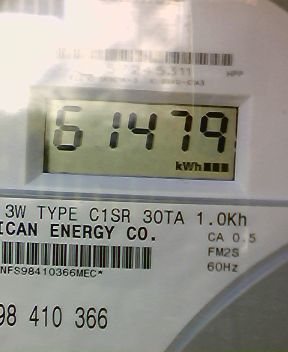 61479
kWh
3W TYPE C1SR 30TA 1.0Kh
ICAN ENERGY CO.
CA 0.5
FM2S
60Hz
NFS98410366MEC*
98 410 366